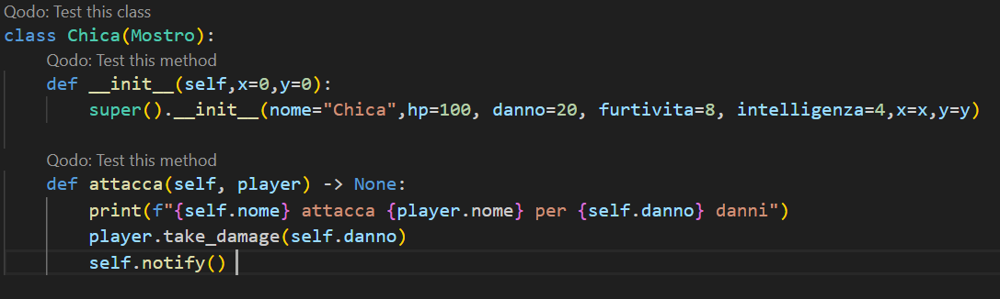 Qodo: Test this class
class Chica(Mostro):
Qodo: Test this method
def __init__(self,x=0,y=0):
super().__init__(nome="Chica",hp=100, danno=20, furtivita=8, intelligenza=4,x=x,y=y)
Qodo: Test this method
def attacca(self, player) -> None:
print(f"{self.nome} attacca {player.nome} per {self.danno} danni")
player.take_damage(self.danno)
self.notify()